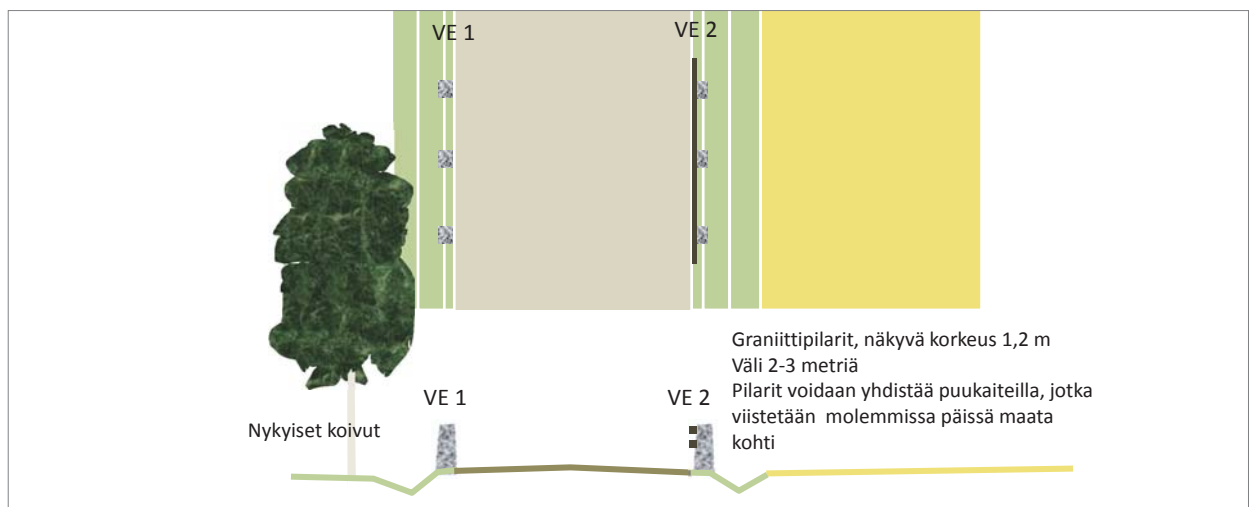 VE 1
VE 2
Graniittipilarit, näkyvä korkeus 1,2 m
Väli 2-3 metriä
Pilarit voidaan yhdistää puukaiteilla, jotka
viistetään molemmissa päissä maata
kohti
VE 1
VE 2
Nykyiset koivut